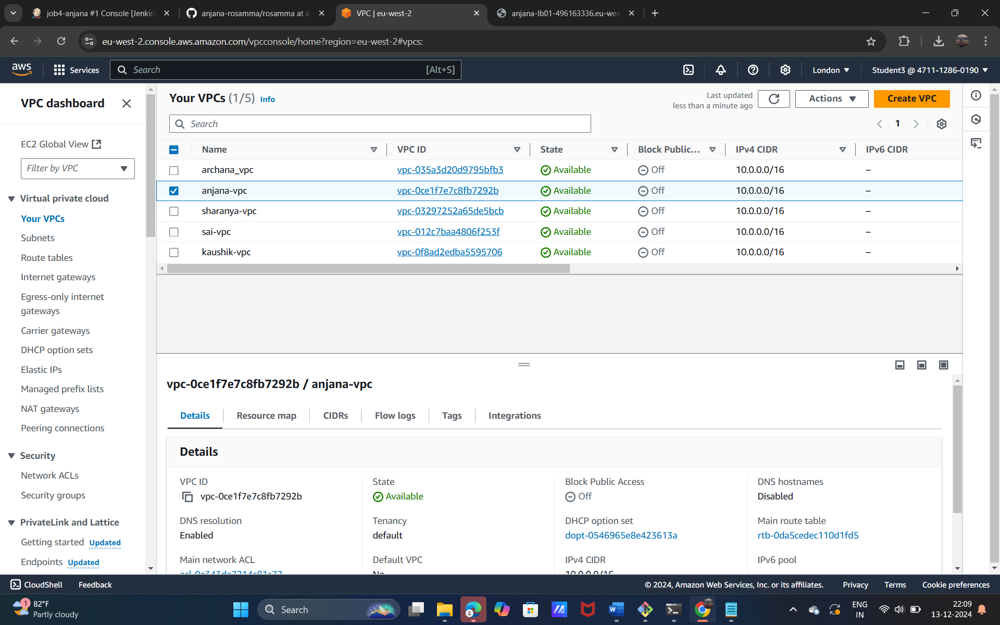 job4-anjana #1 Console [Jenkin
anjana-rosamma/rosamma at a
VPC | eu-west-2
anjana-lb01-496163336.eu-wes
eu-west-2.console.aws.amazon.com/vpcconsole/home?region=eu-west-2#vpcs:
aws
Services
Search
[Alt+S]
London
Student3 @ 4711-1286-0190
VPC dashboard
EC2 Global View
Filter by VPC
Virtual private cloud
Your VPCs
Subnets
Route tables
Internet gateways
Egress-only internet
gateways
Carrier gateways
DHCP option sets
Elastic IPs
Managed prefix lists
NAT gateways
Peering connections
Security
Network ACLs
Security groups
PrivateLink and Lattice
Getting started Updated
Endpoints Updated
Your VPCs (1/5) Info
Last updated
less than a minute ago
Actions
Create VPC
Search
1
Name VPC ID State Block Public... IPv4 CIDR IPv6 CIDR
archana_vpc vpc-035a3d20d9795bfb3 Available Off 10.0.0.0/16 –
anjana-vpc vpc-0ce1f7e7c8fb7292b Available Off 10.0.0.0/16 –
sharanya-vpc vpc-03297252a65de5bcb Available Off 10.0.0.0/16 –
sai-vpc vpc-012c7baa4806f253f Available Off 10.0.0.0/16 –
kaushik-vpc vpc-0f8ad2edba5595706 Available Off 10.0.0.0/16 –
vpc-0ce1f7e7c8fb7292b / anjana-vpc
Details Resource map CIDRs Flow logs Tags Integrations
Details
VPC ID
vpc-0ce1f7e7c8fb7292b
State
Available
Block Public Access
Off
DNS hostnames
Disabled
DNS resolution
Enabled
Tenancy
default
DHCP option set
dopt-0546965e8e423613a
Main route table
rtb-0da5cedec110d1fd5
Main network ACL
Default VPC
No
IPv4 CIDR
10.0.0.0/16
IPv6 pool
CloudShell
Feedback
© 2024, Amazon Web Services, Inc. or its affiliates.
Privacy
Terms
Cookie preferences
1
82°F
Partly cloudy
Search
ENG
IN
22:09
13-12-2024